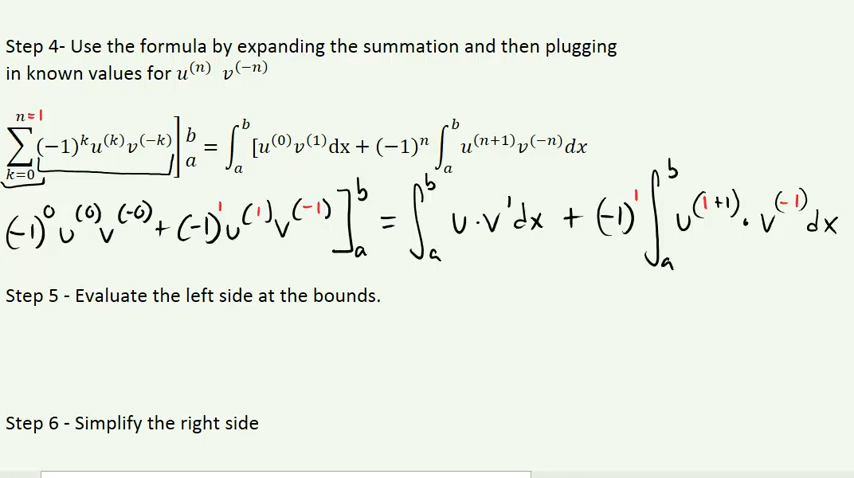 Step 4- Use the formula by expanding the summation and then plugging
in known values for u⁽ⁿ⁾ v⁽⁻ⁿ⁾
∑_{k=0}^{n=1} (−1)^k u^(k) v^(−k) ]_a^b = ∫_a^b [u^(0) v^(1) dx + (−1)^n ∫_a^b u^(n+1) v^(−n) dx
(-1)^0 u^(0) v^(-0) + (-1)^1 u^(1) v^(-1) ]_a^b = ∫_a^b u·v' dx + (-1)^1 ∫_a^b u^(1+1) · v^(-1) dx
Step 5 - Evaluate the left side at the bounds.
Step 6 - Simplify the right side